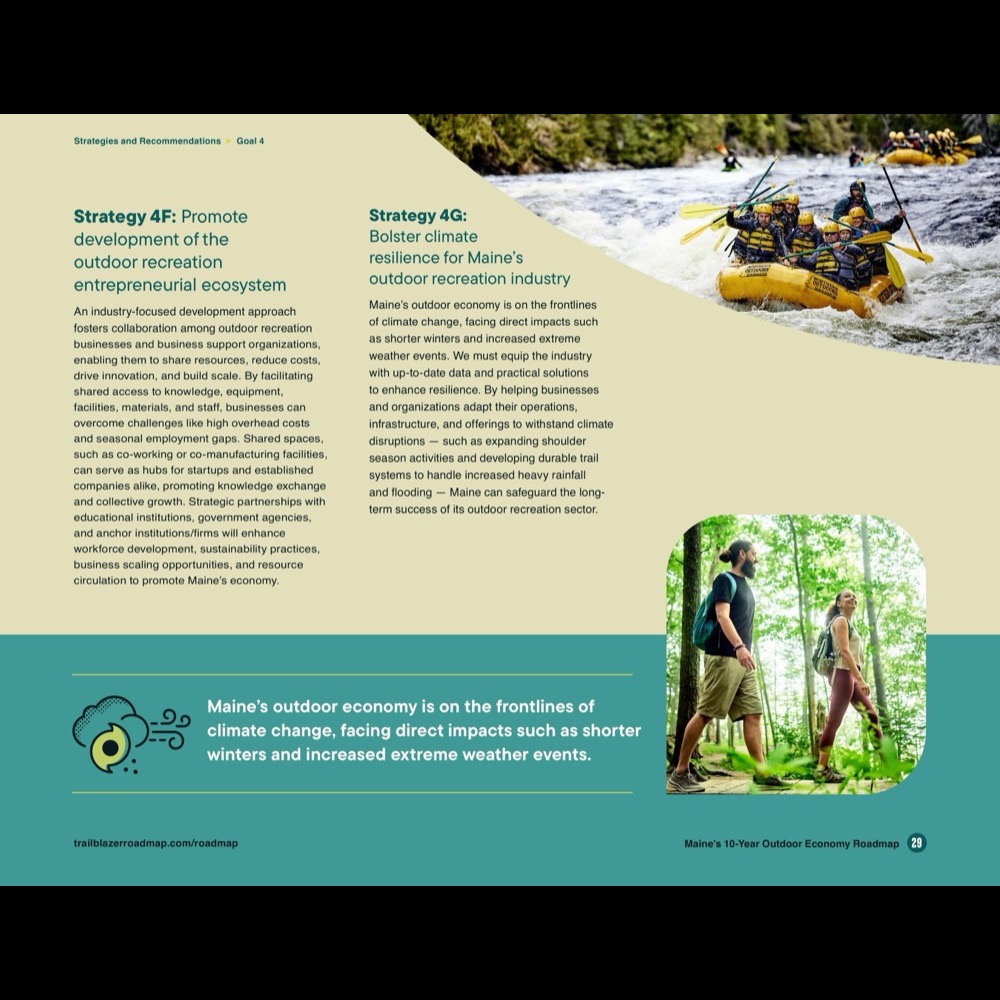 Strategies and Recommendations ► Goal 4
Strategy 4F: Promote
development of the
outdoor recreation
entrepreneurial ecosystem
An industry-focused development approach
fosters collaboration among outdoor recreation
businesses and business support organizations,
enabling them to share resources, reduce costs,
drive innovation, and build scale. By facilitating
shared access to knowledge, equipment,
facilities, materials, and staff, businesses can
overcome challenges like high overhead costs
and seasonal employment gaps. Shared spaces,
such as co-working or co-manufacturing facilities,
can serve as hubs for startups and established
companies alike, promoting knowledge exchange
and collective growth. Strategic partnerships with
educational institutions, government agencies,
and anchor institutions/firms will enhance
workforce development, sustainability practices,
business scaling opportunities, and resource
circulation to promote Maine's economy.
Strategy 4G:
Bolster climate
resilience for Maine's
outdoor recreation industry
Maine's outdoor economy is on the frontlines
of climate change, facing direct impacts such
as shorter winters and increased extreme
weather events. We must equip the industry
with up-to-date data and practical solutions
to enhance resilience. By helping businesses
and organizations adapt their operations,
infrastructure, and offerings to withstand climate
disruptions — such as expanding shoulder
season activities and developing durable trail
systems to handle increased heavy rainfall
and flooding — Maine can safeguard the long-
term success of its outdoor recreation sector.
Maine's outdoor economy is on the frontlines of
climate change, facing direct impacts such as shorter
winters and increased extreme weather events.
trailblazerroadmap.com/roadmap
Maine's 10-Year Outdoor Economy Roadmap 29